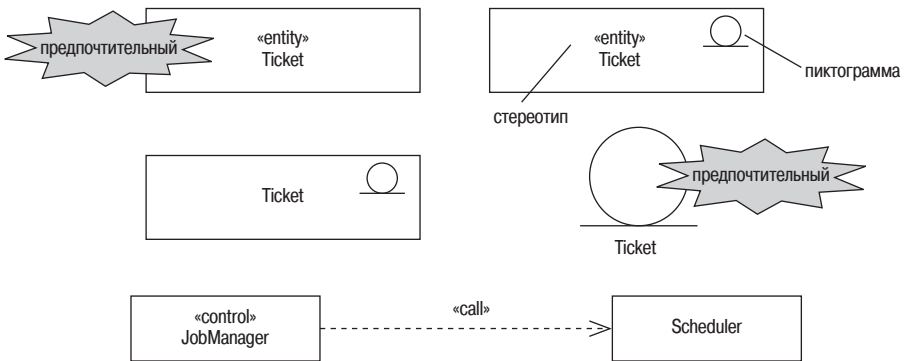 предпочтительный
«entity»
Ticket
«entity»
Ticket
пиктограмма
стереотип
Ticket
предпочтительный
Ticket
«control»
JobManager
«call»
Scheduler